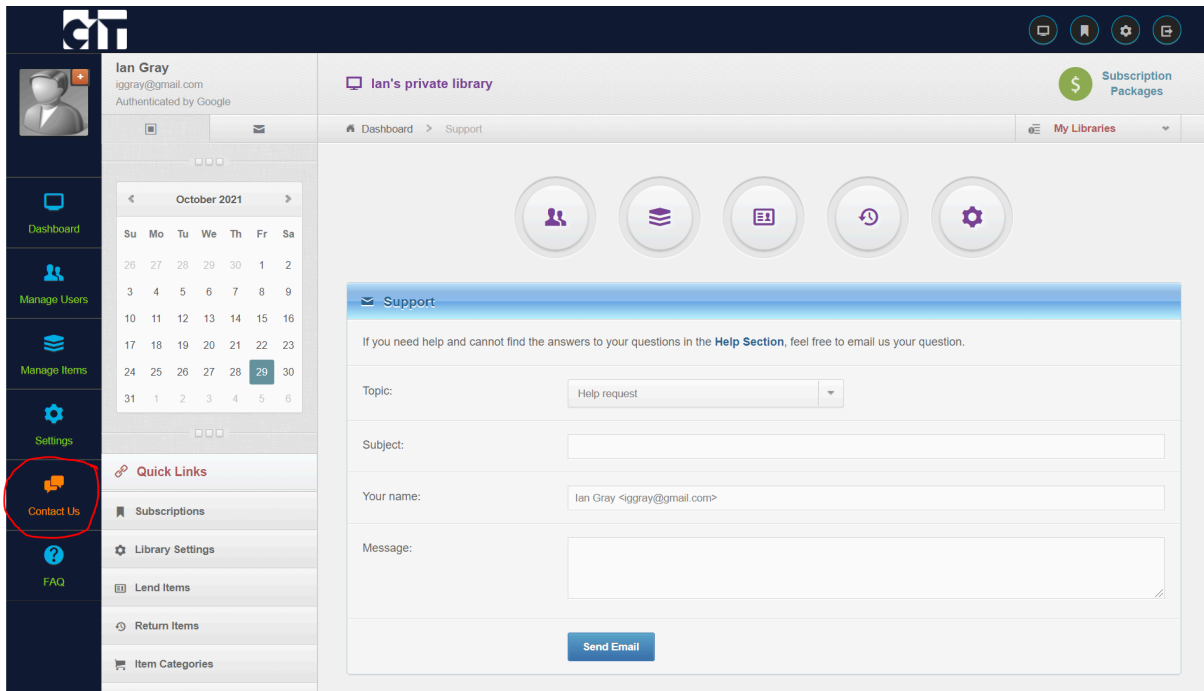 CIT
Ian Gray
iggray@gmail.com
Authenticated by Google
Ian's private library
Subscription
Packages
Dashboard > Support
My Libraries
Dashboard
Manage Users
Manage Items
Settings
Contact Us
FAQ
October 2021
Su Mo Tu We Th Fr Sa
26 27 28 29 30 1 2
3 4 5 6 7 8 9
10 11 12 13 14 15 16
17 18 19 20 21 22 23
24 25 26 27 28 29 30
31 1 2 3 4 5 6
Quick Links
Subscriptions
Library Settings
Lend Items
Return Items
Item Categories
Support
If you need help and cannot find the answers to your questions in the Help Section, feel free to email us your question.
Topic:
Help request
Subject:
Your name:
Ian Gray <iggray@gmail.com>
Message:
Send Email